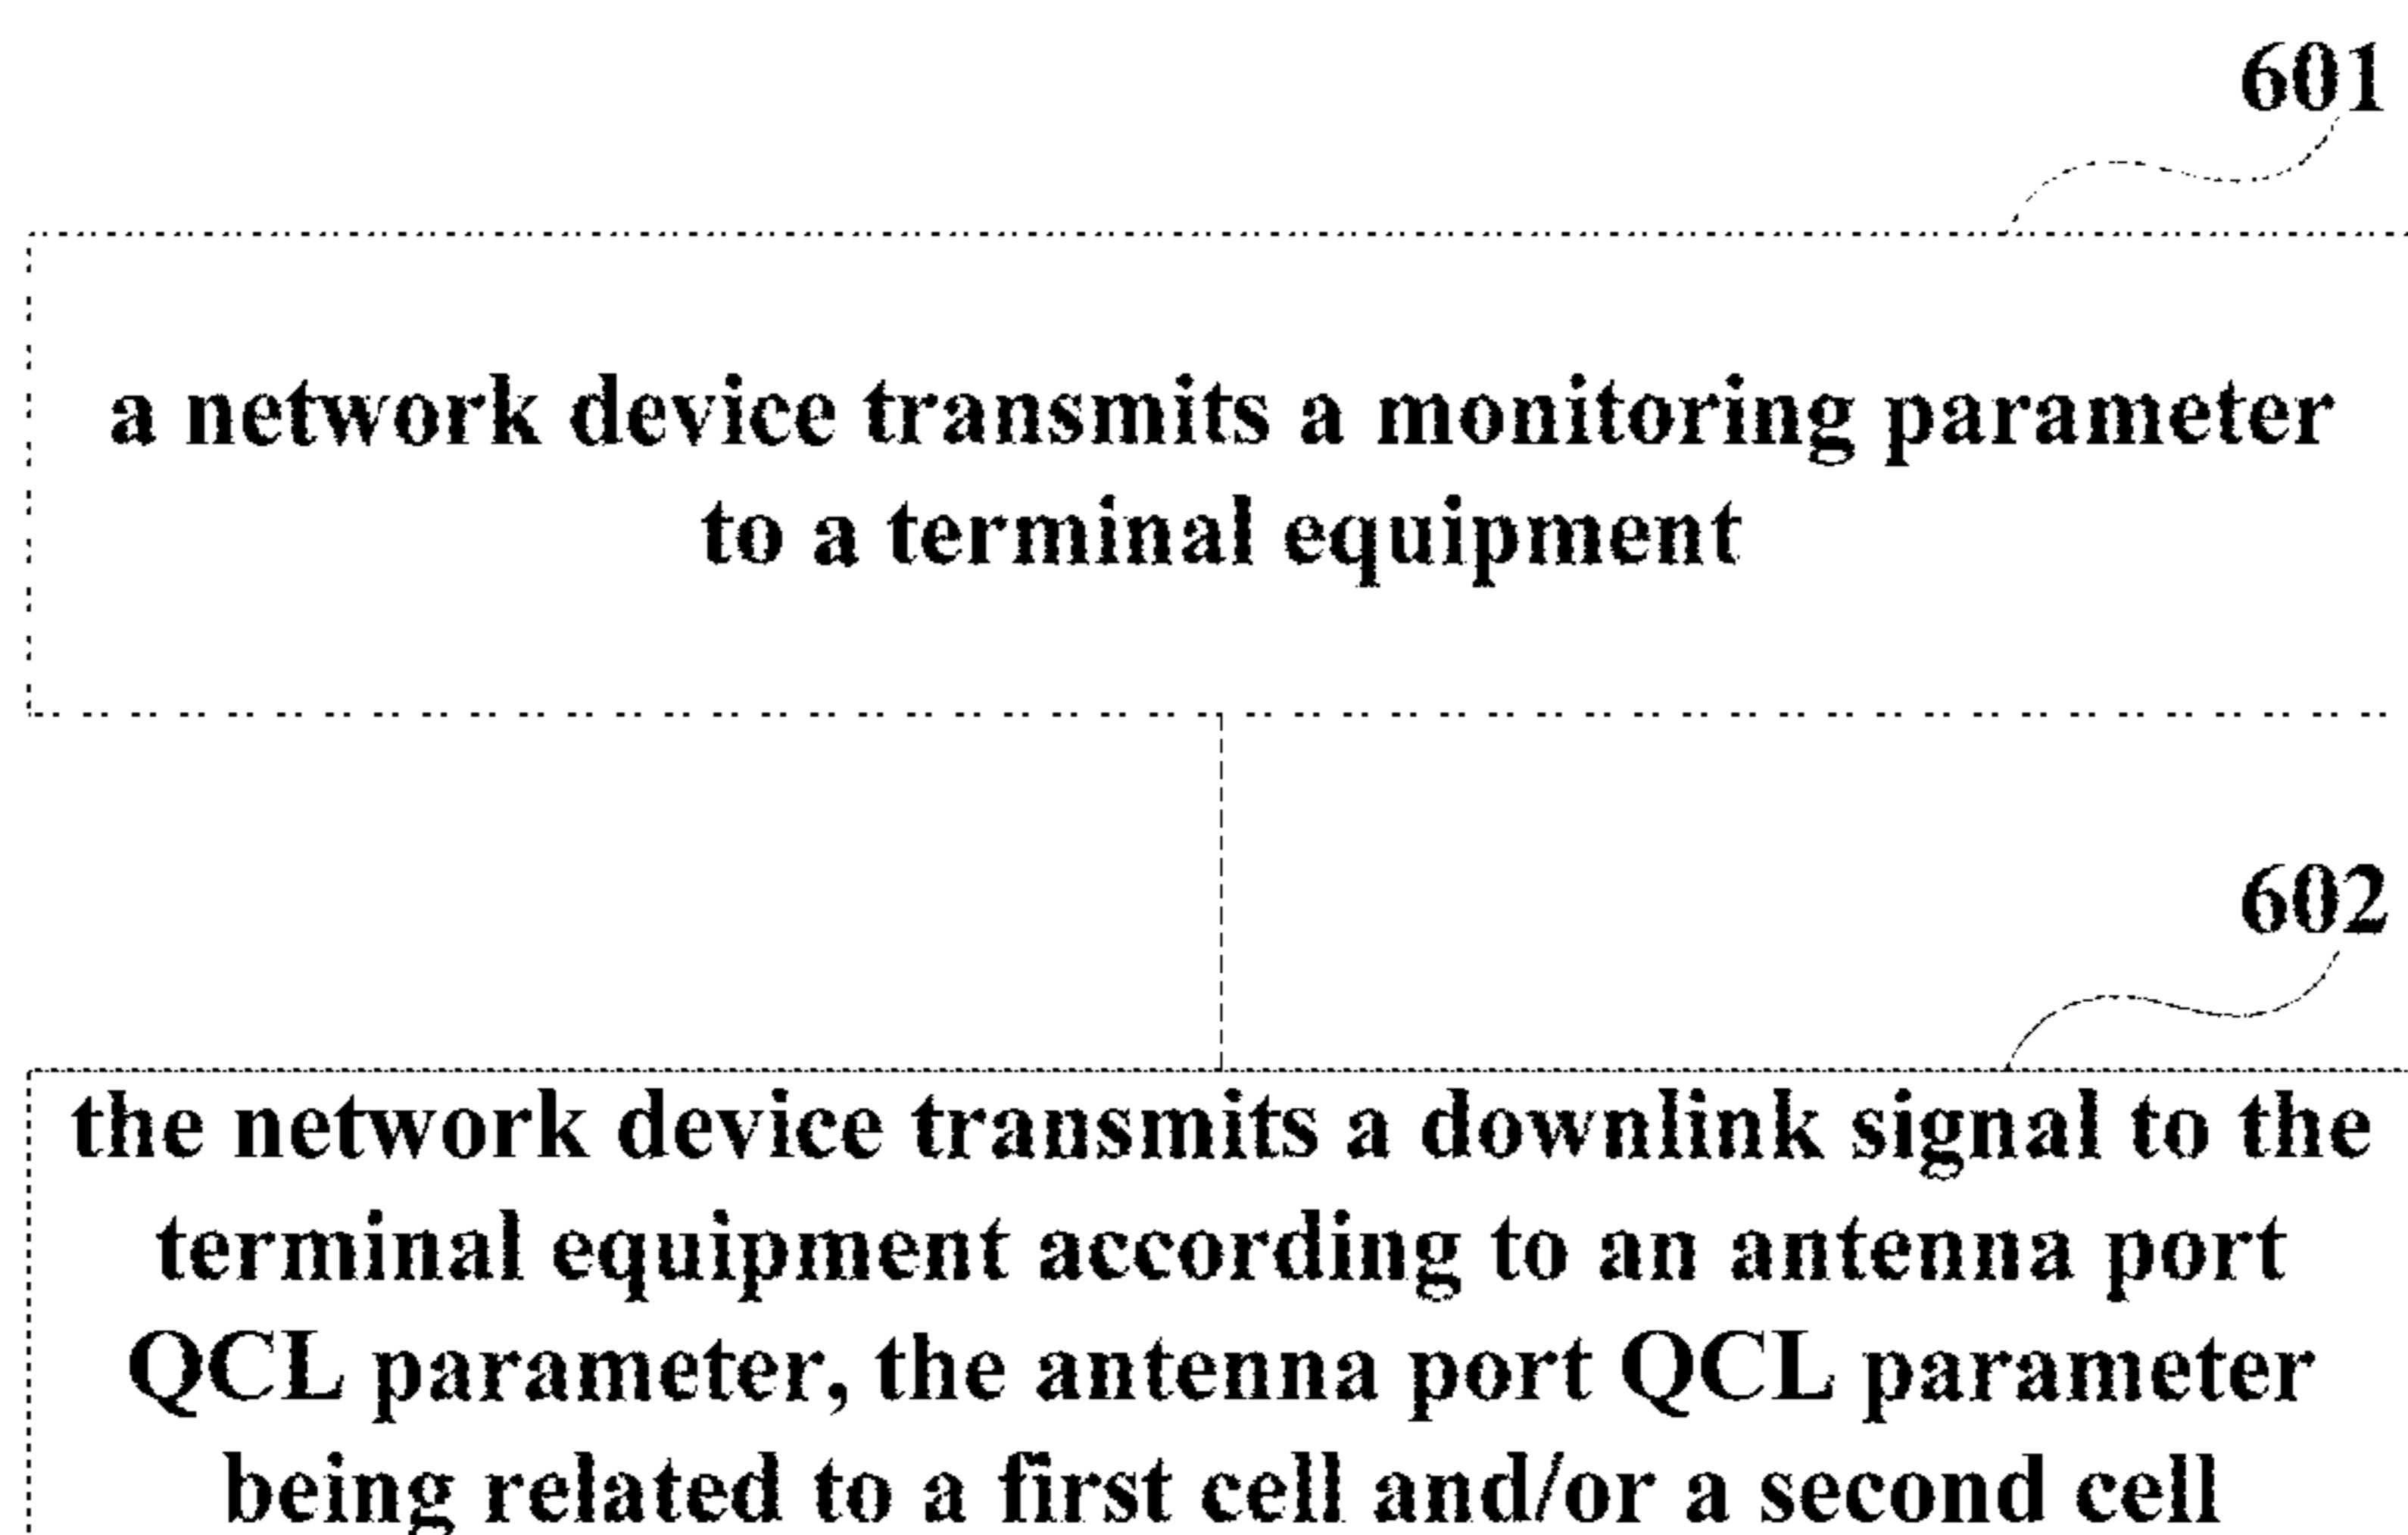 601
a network device transmits a monitoring parameter
to a terminal equipment
602
the network device transmits a downlink signal to the
terminal equipment according to an antenna port
QCL parameter, the antenna port QCL parameter
being related to a first cell and/or a second cell